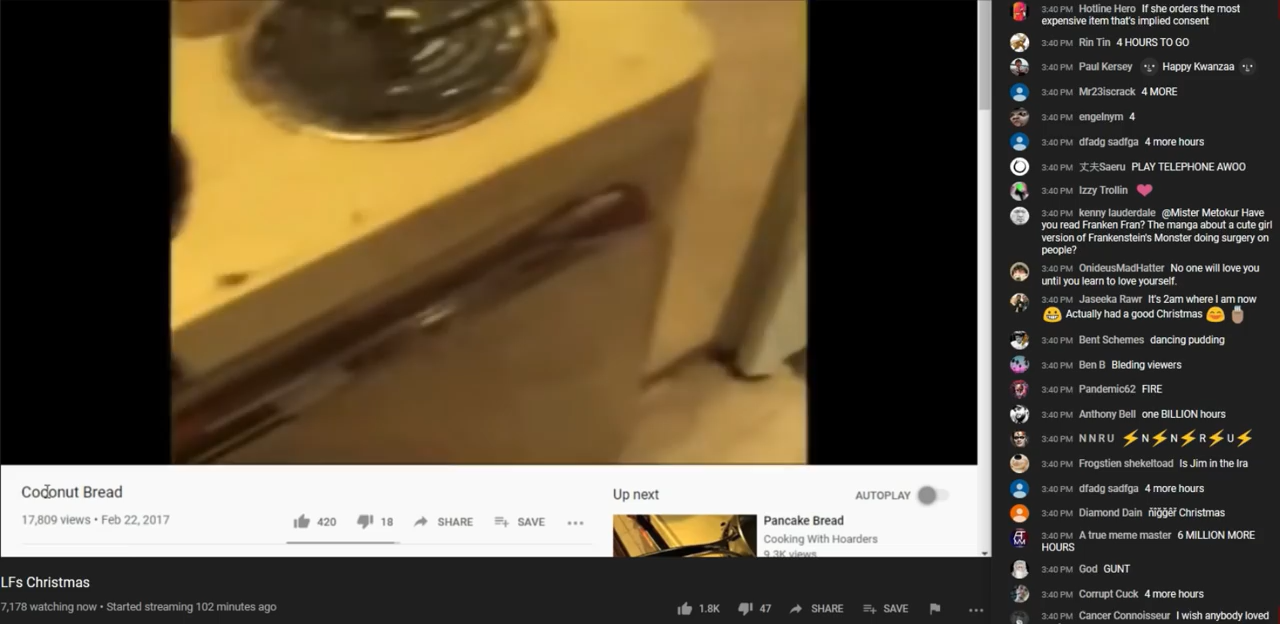 Coconut Bread
17,809 views • Feb 22, 2017
420
18
SHARE
SAVE
Up next
AUTOPLAY
Pancake Bread
Cooking With Hoarders
9.3K views
LFs Christmas
7,178 watching now • Started streaming 102 minutes ago
1.8K
47
SHARE
SAVE
3:40 PM Hotline Hero If she orders the most
expensive item that's implied consent
3:40 PM Rin Tin 4 HOURS TO GO
3:40 PM Paul Kersey Happy Kwanzaa
3:40 PM Mr23iscrack 4 MORE
3:40 PM engelnym 4
3:40 PM dfadg sadfga 4 more hours
3:40 PM 丈夫Saeru PLAY TELEPHONE AWOO
3:40 PM Izzy Trollin
3:40 PM kenny lauderdale @Mister Metokur Have
you read Franken Fran? The manga about a cute girl
version of Frankenstein's Monster doing surgery on
people?
3:40 PM OnideusMadHatter No one will love you
until you learn to love yourself.
3:40 PM Jaseeka Rawr It's 2am where I am now
Actually had a good Christmas
3:40 PM Bent Schemes dancing pudding
3:40 PM Ben B Bleding viewers
3:40 PM Pandemic62 FIRE
3:40 PM Anthony Bell one BILLION hours
3:40 PM N N R U ⚡N⚡N⚡R⚡U⚡
3:40 PM Frogstien shekeltoad Is Jim in the Ira
3:40 PM dfadg sadfga 4 more hours
3:40 PM Diamond Dain Christmas
3:40 PM A true meme master 6 MILLION MORE
HOURS
3:40 PM God GUNT
3:40 PM Corrupt Cuck 4 more hours
3:40 PM Cancer Connoisseur I wish anybody loved